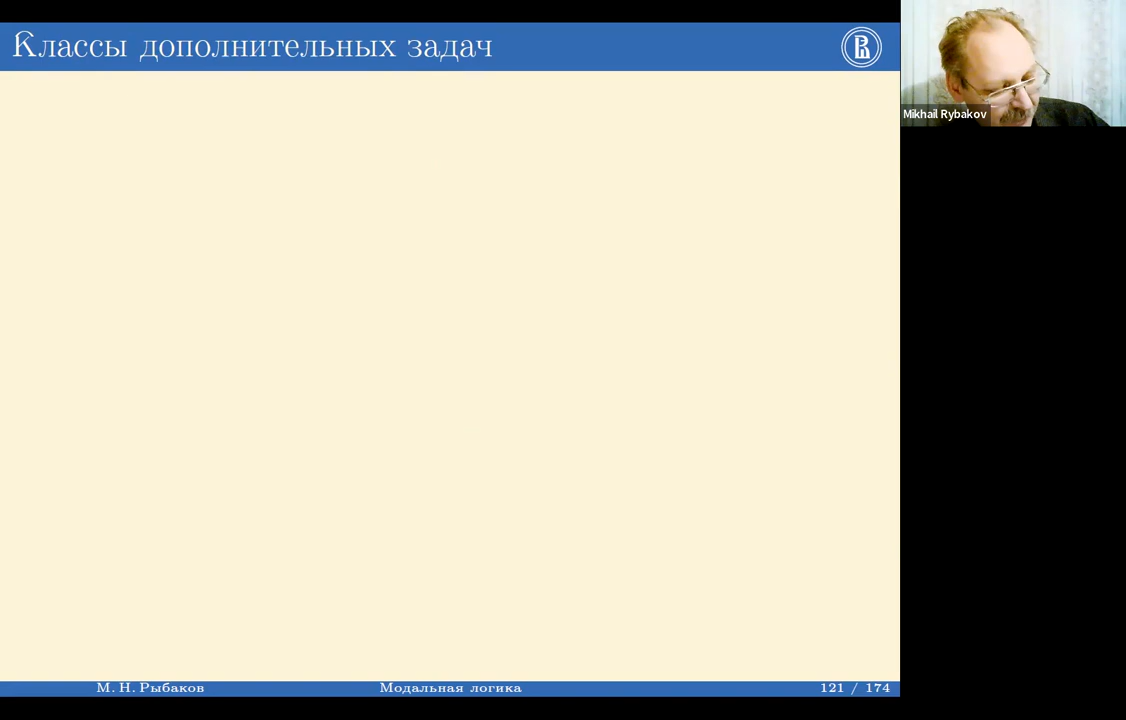 Классы дополнительных задач
Mikhail Rybakov
М. Н. Рыбаков
Модальная логика
121 / 174